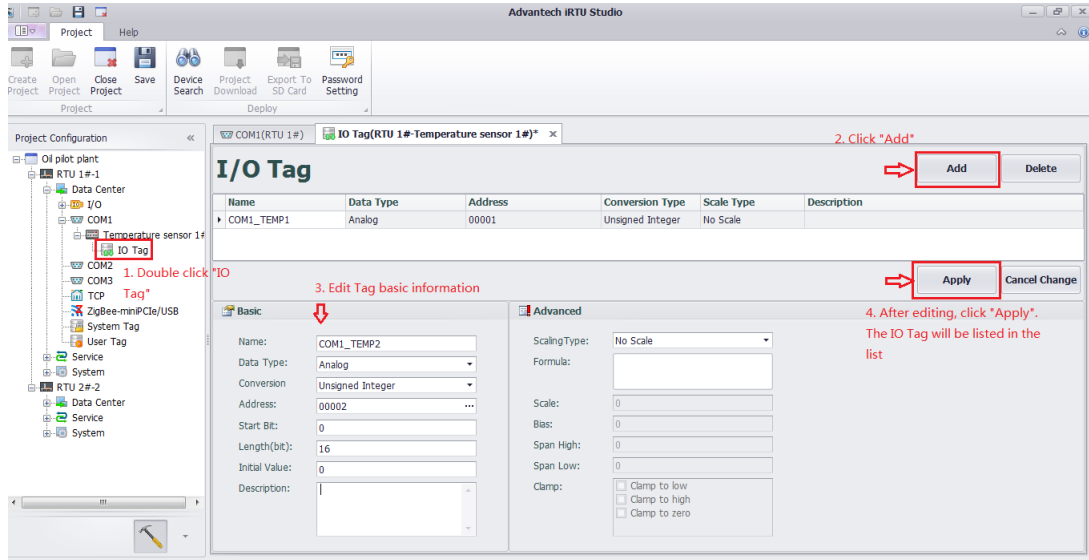 Advantech iRTU Studio
Project Help
Create Project
Open Project
Close Project
Save
Device Search
Project Download
Export To SD Card
Password Setting
Project
Deploy
Project Configuration
COM1(RTU 1#)
IO Tag(RTU 1#-Temperature sensor 1#)*
2. Click "Add"
Oil pilot plant
RTU 1#-1
Data Center
I/O
COM1
Temperature sensor 1#
IO Tag
COM2
COM3
TCP
ZigBee-miniPCIe/USB
System Tag
User Tag
Service
System
RTU 2#-2
Data Center
Service
System
1. Double click "IO
Tag"
I/O Tag
Add
Delete
Name Data Type Address Conversion Type Scale Type Description
COM1_TEMP1 Analog 00001 Unsigned Integer No Scale
Apply
Cancel Change
3. Edit Tag basic information
4. After editing, click "Apply".
The IO Tag will be listed in the
list
Basic
Name: COM1_TEMP2
Data Type: Analog
Conversion Unsigned Integer
Address: 00002 ...
Start Bit: 0
Length(bit): 16
Initial Value: 0
Description:
Advanced
ScalingType: No Scale
Formula:
Scale: 0
Bias: 0
Span High: 0
Span Low: 0
Clamp: Clamp to low
Clamp to high
Clamp to zero